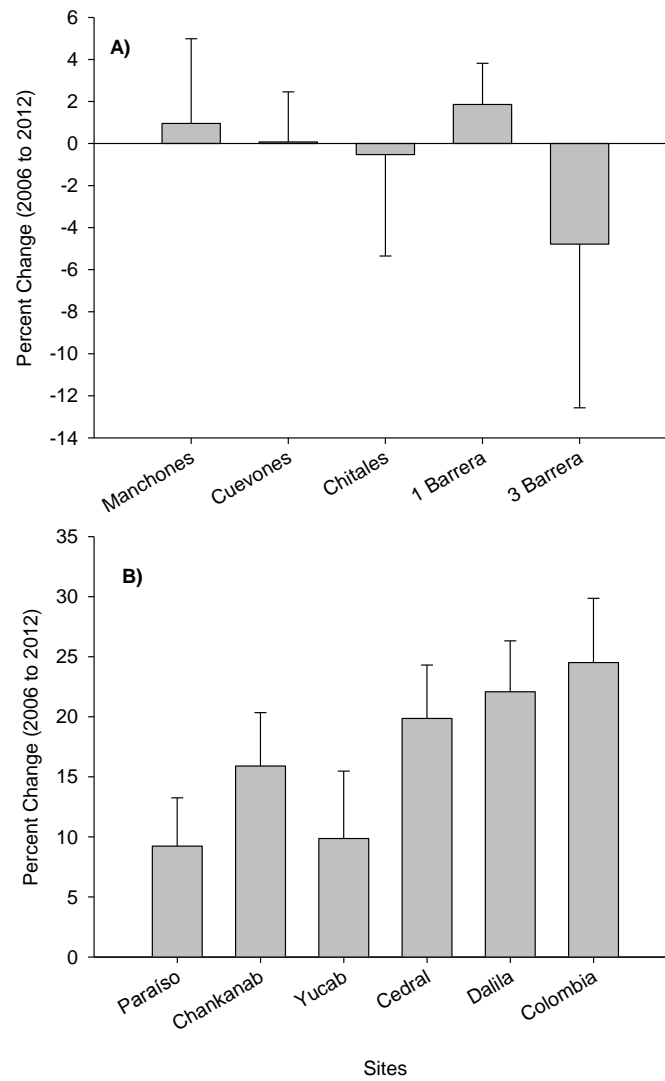 A)
Percent Change (2006 to 2012)
6
4
2
0
-2
-4
-6
-8
-10
-12
-14
Manchones
Cuevones
Chitales
1 Barrera
3 Barrera
B)
Percent Change (2006 to 2012)
35
30
25
20
15
10
5
0
Paraíso
Chankanab
Yucab
Cedral
Dalila
Colombia
Sites